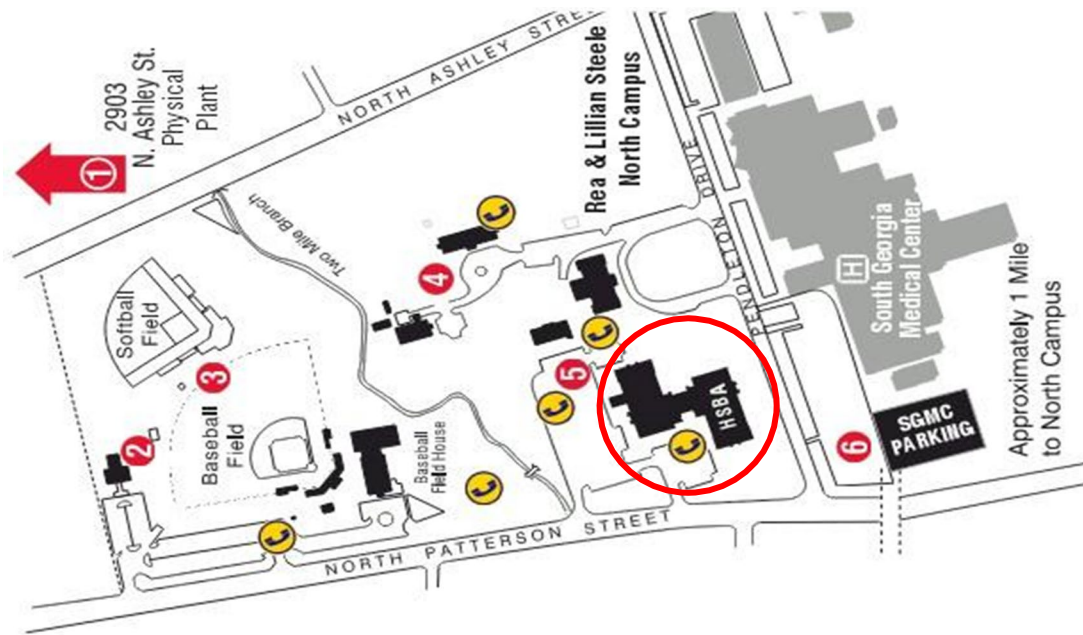 ①
2903
N. Ashley St.
Physical
Plant
NORTH ASHLEY STREE
Two Mile Branch
Softball
Field
3
2
Baseball
Field
Baseball
Field House
4
Rea & Lillian Steele
North Campus
PENDLETON DRIVE
5
HSBA
H
South Georgia
Medical Center
6
SGMC
PARKING
Approximately 1 Mile
to North Campus
NORTH PATTERSON STREET